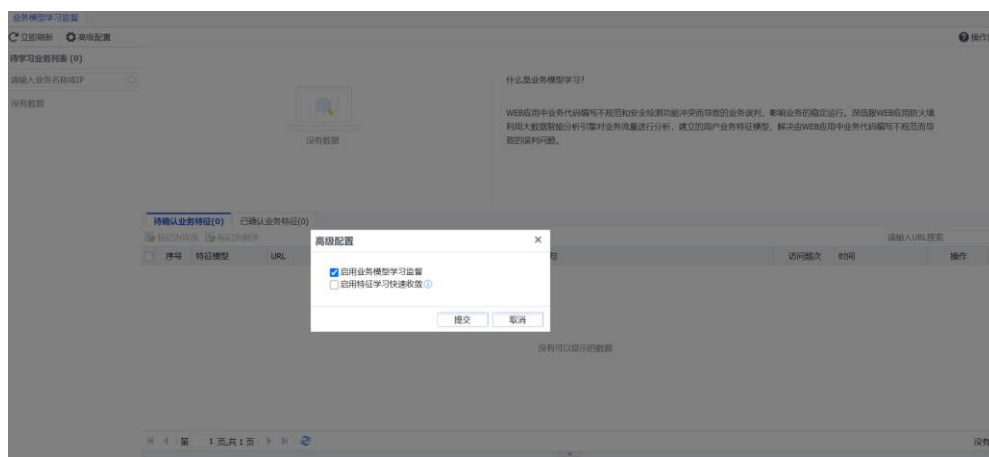 业务模型学习监督
立即刷新 高级配置
操作
待学习业务列表 (0)
请输入业务名称或IP
没有数据
没有数据
什么是业务模型学习?
WEB应用中业务代码编写不规范和安全检测功能冲突而导致的业务误判，影响业务的稳定运行。深信服WEB应用防火墙
利用大数据智能分析引擎对业务流量进行分析，建立的用户业务特征模型，解决由WEB应用中业务代码编写不规范而导
致的误判问题。
待确认业务特征(0) 已确认业务特征(0)
请输入URL搜索
序号 特征模型 URL 访问频次 时间 操作
高级配置
启用业务模型学习监督
启用特征学习快速收敛
提交 取消
没有可以显示的数据
第 1 页,共 1 页
没有